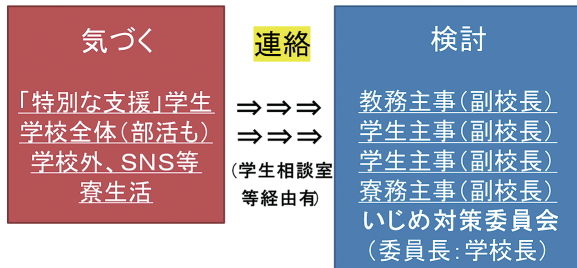 気づく
「特別な支援」学生
学校全体（部活も）
学校外、ＳＮＳ等
寮生活
連絡
⇒⇒⇒
⇒⇒⇒
（学生相談室
等経由有）
検討
教務主事（副校長）
学生主事（副校長）
学生主事（副校長）
寮務主事（副校長）
いじめ対策委員会
（委員長：学校長）